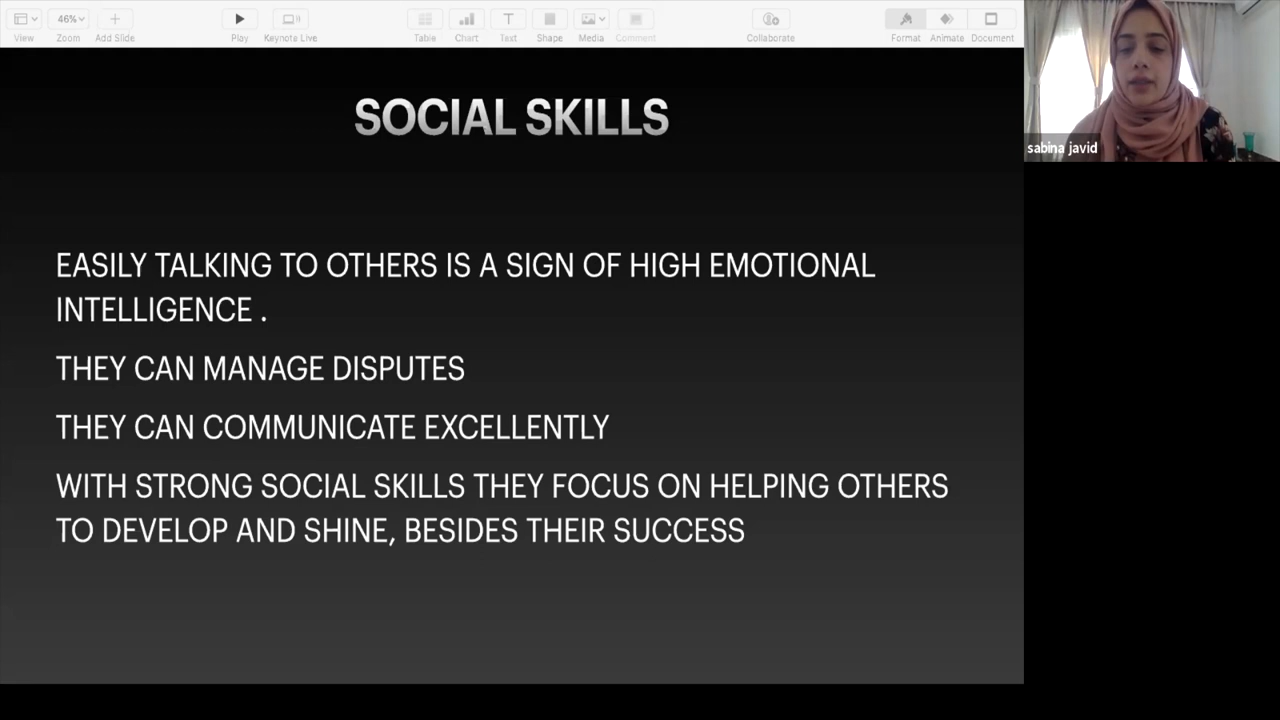 View
46%
Zoom
Add Slide
Play
Keynote Live
Table
Chart
Text
Shape
Media
Comment
Collaborate
Format
Animate
Document
sabina javid
SOCIAL SKILLS
EASILY TALKING TO OTHERS IS A SIGN OF HIGH EMOTIONAL
INTELLIGENCE .
THEY CAN MANAGE DISPUTES
THEY CAN COMMUNICATE EXCELLENTLY
WITH STRONG SOCIAL SKILLS THEY FOCUS ON HELPING OTHERS
TO DEVELOP AND SHINE, BESIDES THEIR SUCCESS